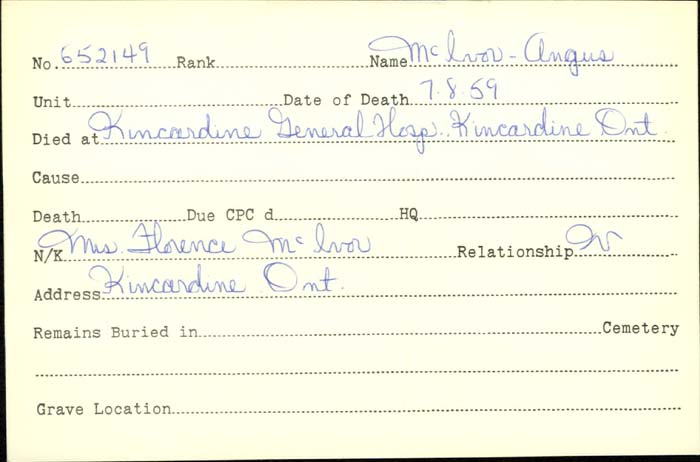 No. 652149 Rank Name McIvor - Angus
Unit Date of Death 7.8.59
Died at Kincardine General Hosp. Kincardine Ont.
Cause
Death Due CPC d HQ
N/K Mrs. Florence McIvor Relationship W
Address Kincardine Ont.
Remains Buried in Cemetery
Grave Location